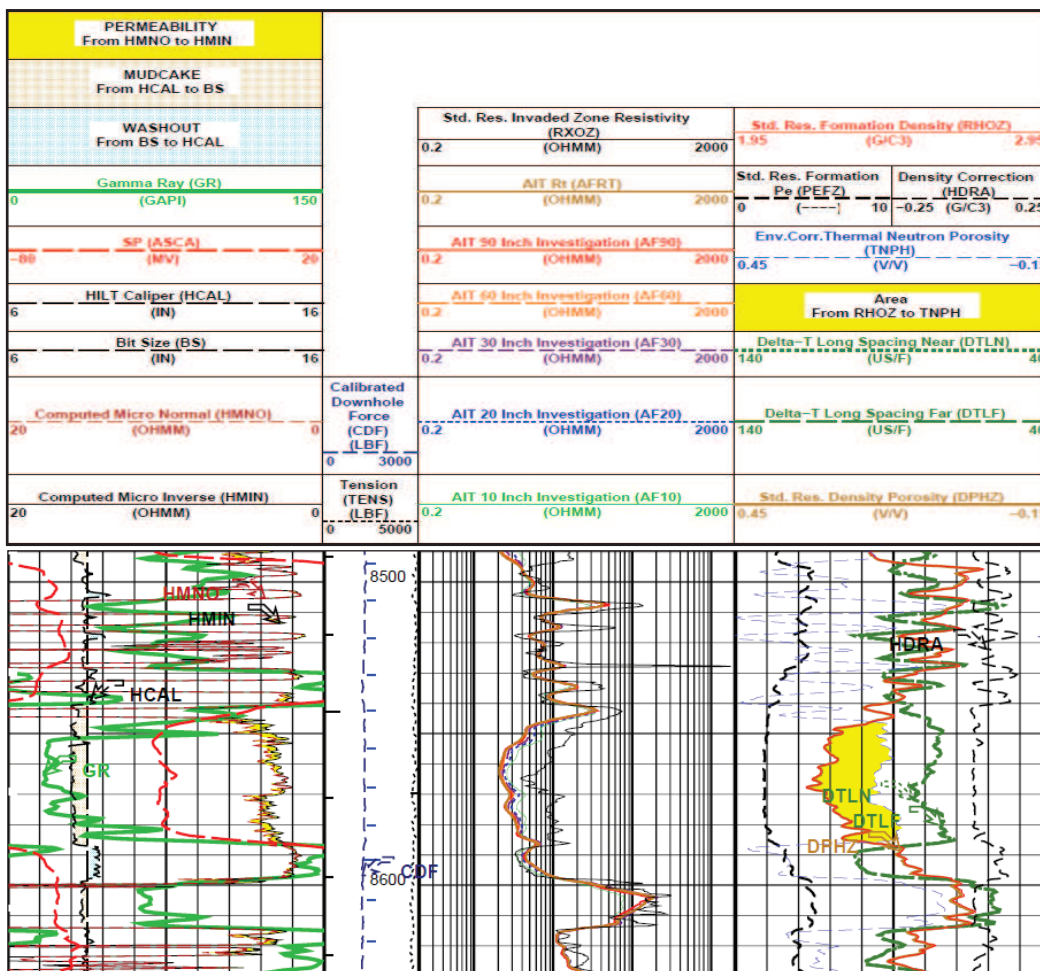 PERMEABILITY
From HMNO to HMIN
MUDCAKE
From HCAL to BS
WASHOUT
From BS to HCAL
Gamma Ray (GR)
0 (GAPI) 150
SP (ASCA)
−80 (MV) 20
HILT Caliper (HCAL)
6 (IN) 16
Bit Size (BS)
6 (IN) 16
Computed Micro Normal (HMNO)
20 (OHMM) 0
Computed Micro Inverse (HMIN)
20 (OHMM) 0
Calibrated
Downhole
Force
(CDF)
(LBF)
0 3000
Tension
(TENS)
(LBF)
0 5000
Std. Res. Invaded Zone Resistivity
(RXOZ)
0.2 (OHMM) 2000
AIT Rt (AFRT)
0.2 (OHMM) 2000
AIT 90 Inch Investigation (AF90)
0.2 (OHMM) 2000
AIT 60 Inch Investigation (AF60)
0.2 (OHMM) 2000
AIT 30 Inch Investigation (AF30)
0.2 (OHMM) 2000
AIT 20 Inch Investigation (AF20)
0.2 (OHMM) 2000
AIT 10 Inch Investigation (AF10)
0.2 (OHMM) 2000
Std. Res. Formation Density (RHOZ)
1.95 (G/C3) 2.95
Std. Res. Formation
Pe (PEFZ)
0 (----) 10
Density Correction
(HDRA)
−0.25 (G/C3) 0.25
Env.Corr.Thermal Neutron Porosity
(TNPH)
0.45 (V/V)
Area
From RHOZ to TNPH
Delta−T Long Spacing Near (DTLN)
140 (US/F)
Delta−T Long Spacing Far (DTLF)
140 (US/F)
Std. Res. Density Porosity (DPHZ)
0.45 (V/V)
8500
HMNO
HMIN
HDRA
HCAL
GR
DTLN
DTLF
DPHZ
CDF
8600